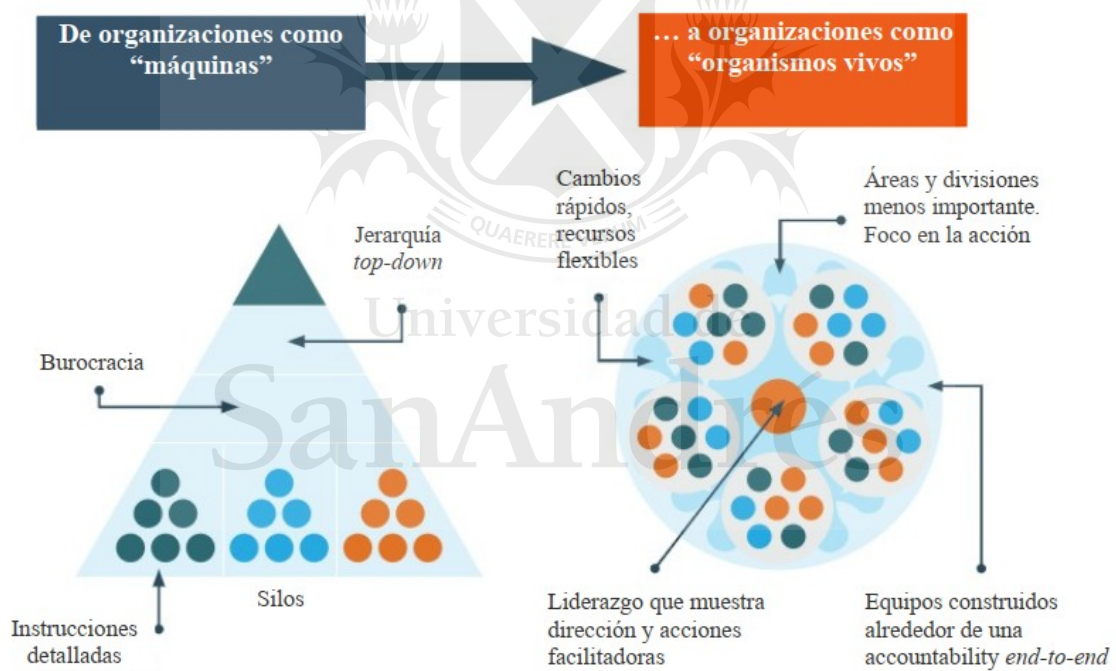 De organizaciones como
“máquinas”
… a organizaciones como
“organismos vivos”
Cambios
rápidos,
recursos
flexibles
Áreas y divisiones
menos importante.
Foco en la acción
Jerarquía
top-down
Burocracia
Silos
Instrucciones
detalladas
Liderazgo que muestra
dirección y acciones
facilitadoras
Equipos construidos
alrededor de una
accountability end-to-end
QUAERERE VERUM
Universidad de
SanAndrés